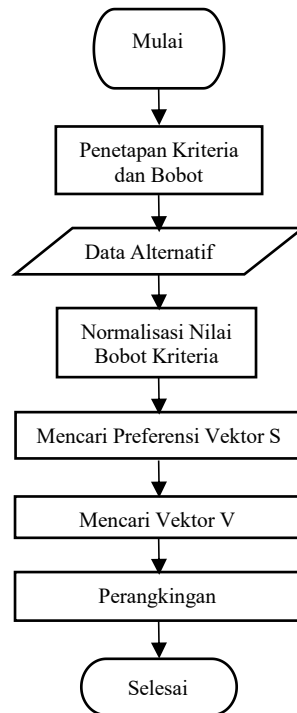 Mulai
Penetapan Kriteria
dan Bobot
Data Alternatif
Normalisasi Nilai
Bobot Kriteria
Mencari Preferensi Vektor S
Mencari Vektor V
Perangkingan
Selesai